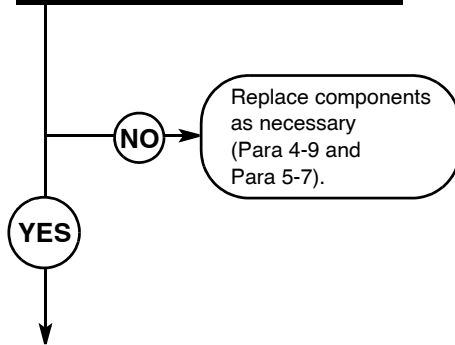 NO
Replace components
as necessary
(Para 4-9 and
Para 5-7).
YES